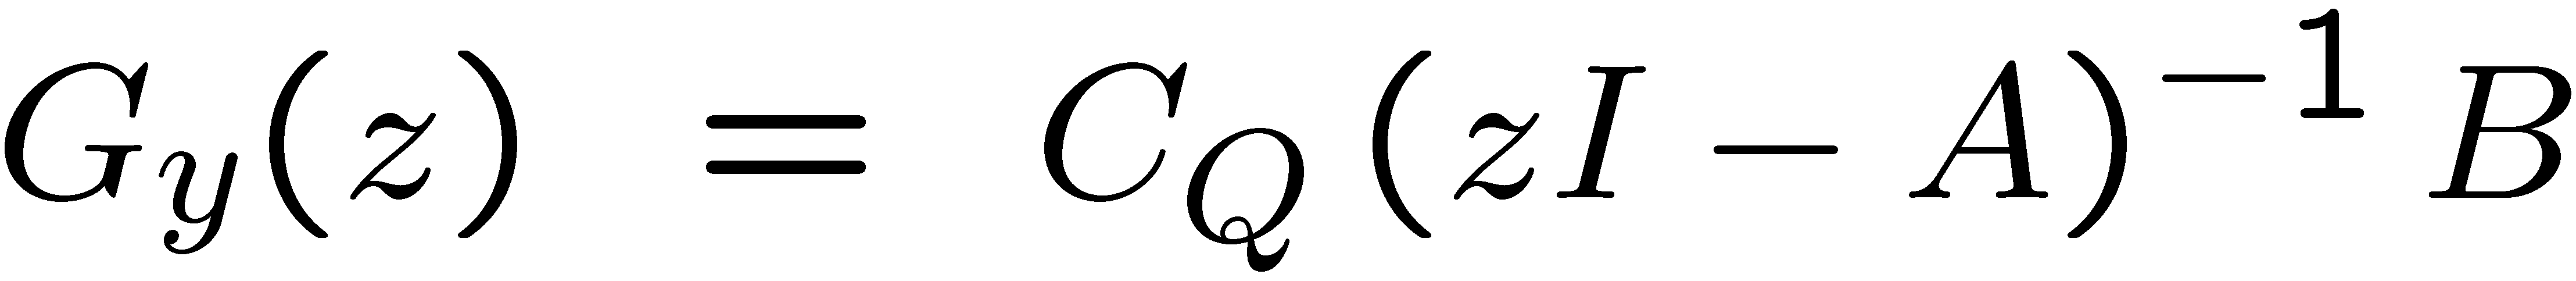 G_y(z) = C_Q(zI − A)^{−1}B